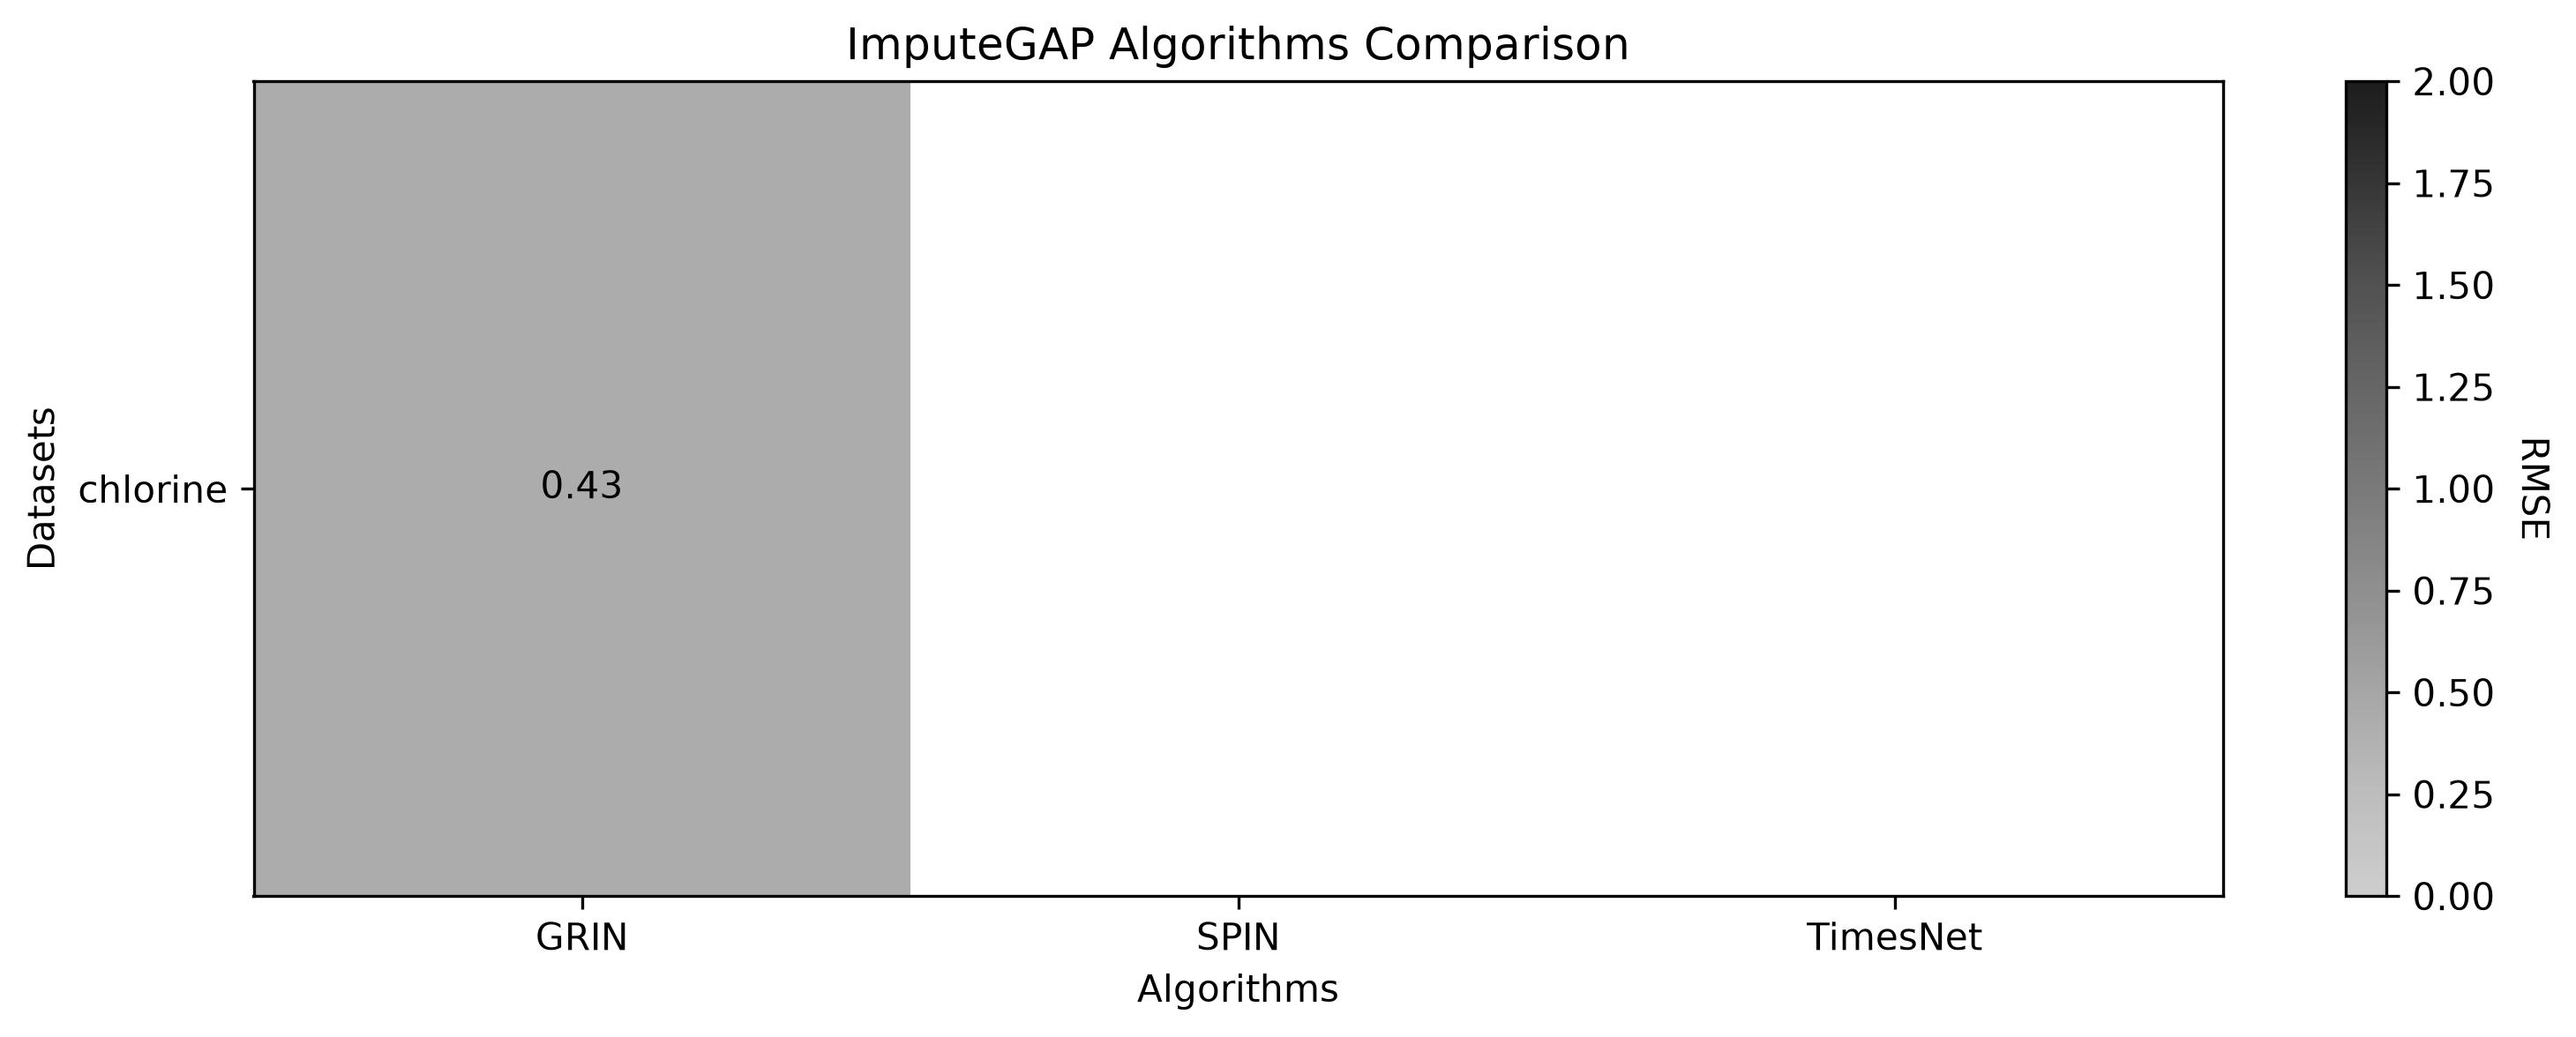 ImputeGAP Algorithms Comparison
Datasets
chlorine
0.43
GRIN
SPIN
TimesNet
Algorithms
2.00
1.75
1.50
1.25
1.00
0.75
0.50
0.25
0.00
RMSE